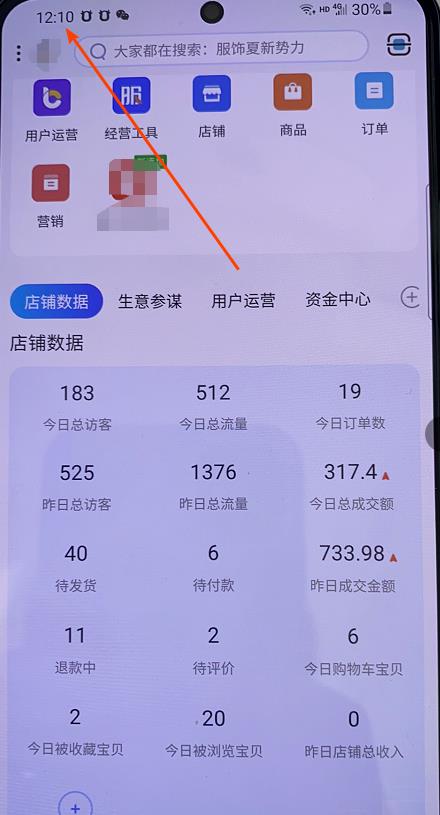 12:10 HD 4G 30%
大家都在搜索：服饰夏新势力
服
用户运营 经营工具 店铺 商品 订单
营销
店铺数据 生意参谋 用户运营 资金中心
店铺数据
183 512 19
今日总访客 今日总流量 今日订单数
525 1376 317.4
昨日总访客 昨日总流量 今日总成交额
40 6 733.98
待发货 待付款 昨日成交金额
11 2 6
退款中 待评价 今日购物车宝贝
2 20 0
今日被收藏宝贝 今日被浏览宝贝 昨日店铺总收入